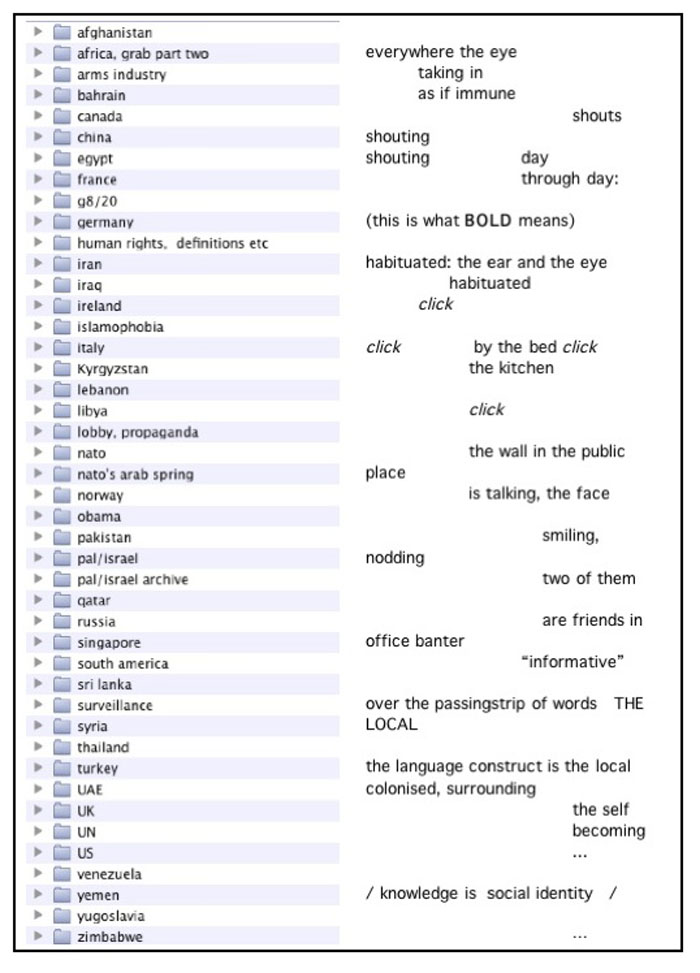 afghanistan
africa, grab part two
arms industry
bahrain
canada
china
egypt
france
g8/20
germany
human rights, definitions etc
iran
iraq
ireland
islamophobia
italy
Kyrgyzstan
lebanon
libya
lobby, propaganda
nato
nato's arab spring
norway
obama
pakistan
pal/israel
pal/israel archive
qatar
russia
singapore
south america
sri lanka
surveillance
syria
thailand
turkey
UAE
UK
UN
US
venezuela
yemen
yugoslavia
zimbabwe
everywhere the eye
taking in
as if immune
shouts
shouting
shouting day
through day:
(this is what BOLD means)
habituated: the ear and the eye
habituated
click
click by the bed click
the kitchen
click
the wall in the public
place
is talking, the face
smiling,
nodding
two of them
are friends in
office banter
“informative”
over the passingstrip of words THE
LOCAL
the language construct is the local
colonised, surrounding
the self
becoming
...
/ knowledge is social identity /
...